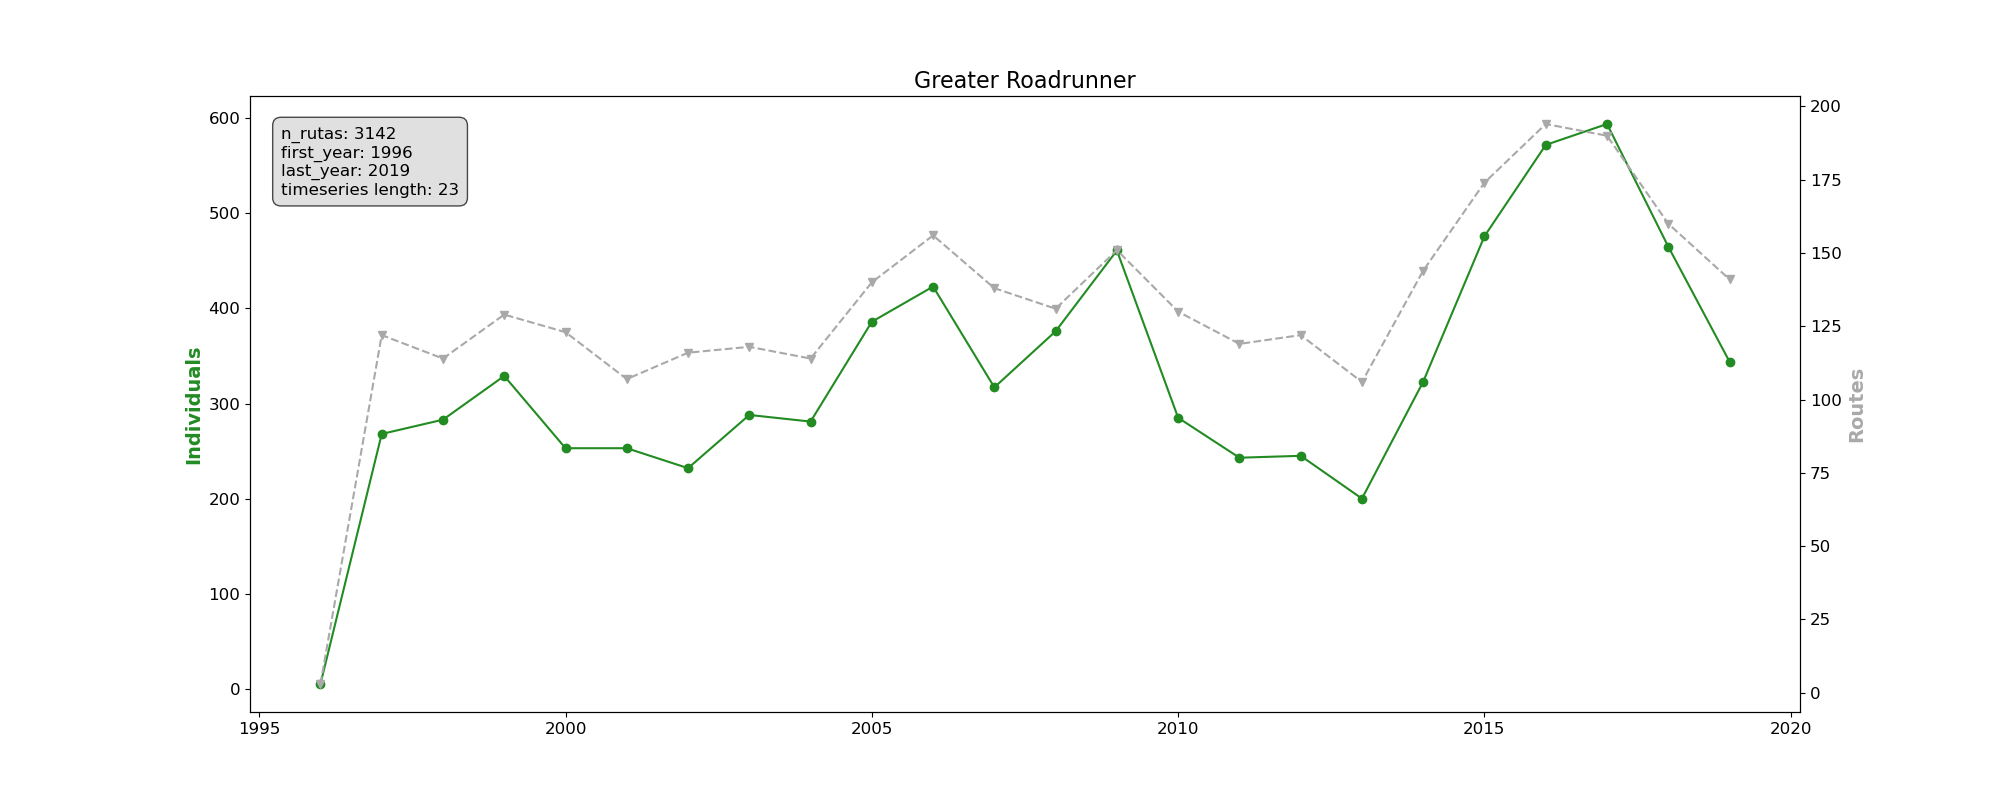 Greater Roadrunner
n_rutas: 3142
first_year: 1996
last_year: 2019
timeseries length: 23
Individuals
600
500
400
300
200
100
0
Routes
200
175
150
125
100
75
50
25
0
1995 2000 2005 2010 2015 2020